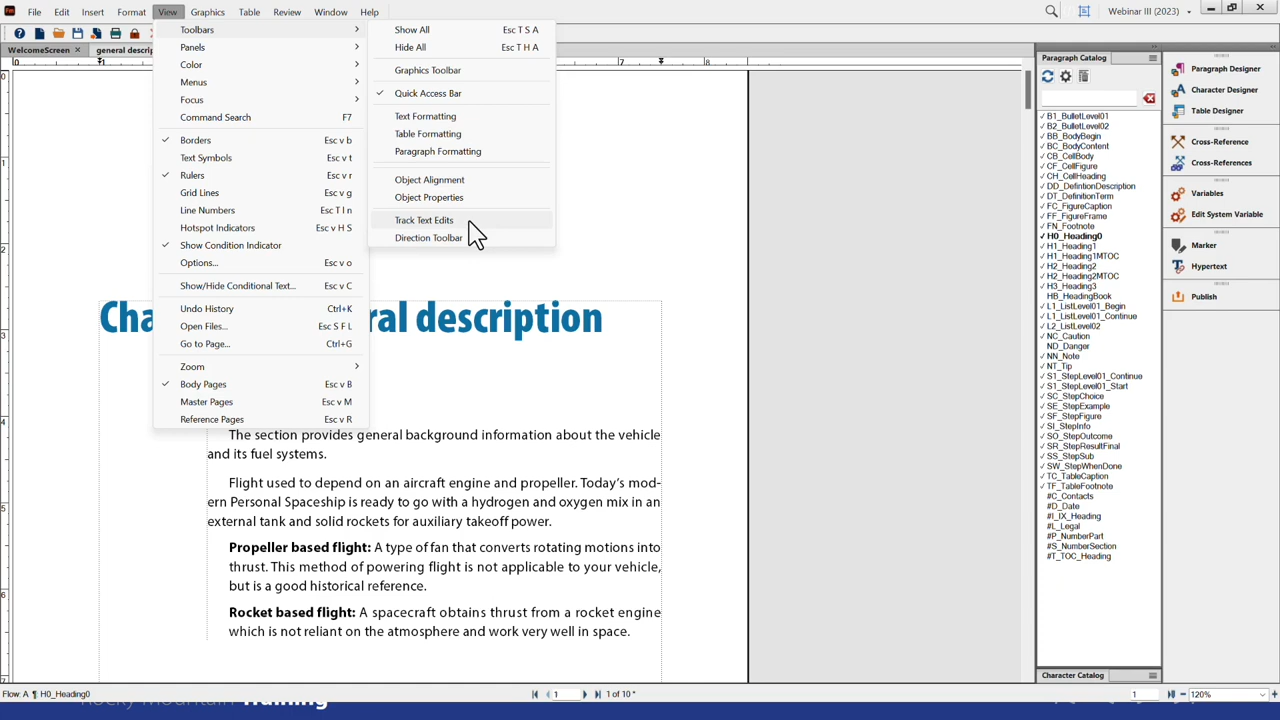 File Edit Insert Format View Graphics Table Review Window Help
Webinar III (2023)
WelcomeScreen × general descrip
Toolbars
Panels
Color
Menus
Focus
Command Search F7
Borders Esc v b
Text Symbols Esc v t
Rulers Esc v r
Grid Lines Esc v g
Line Numbers Esc T l n
Hotspot Indicators Esc v H S
Show Condition Indicator
Options... Esc v o
Show/Hide Conditional Text... Esc v C
Undo History Ctrl+K
Open Files... Esc S F L
Go to Page... Ctrl+G
Zoom
Body Pages Esc v B
Master Pages Esc v M
Reference Pages Esc v R
Show All Esc T S A
Hide All Esc T H A
Graphics Toolbar
Quick Access Bar
Text Formatting
Table Formatting
Paragraph Formatting
Object Alignment
Object Properties
Track Text Edits
Direction Toolbar
Cha ral description
The section provides general background information about the vehicle
and its fuel systems.
Flight used to depend on an aircraft engine and propeller. Today's mod-
ern Personal Spaceship is ready to go with a hydrogen and oxygen mix in an
external tank and solid rockets for auxiliary takeoff power.
Propeller based flight: A type of fan that converts rotating motions into
thrust. This method of powering flight is not applicable to your vehicle,
but is a good historical reference.
Rocket based flight: A spacecraft obtains thrust from a rocket engine
which is not reliant on the atmosphere and work very well in space.
Paragraph Catalog
B1_BulletLevel01
B2_BulletLevel02
BB_BodyBegin
BC_BodyContent
CB_CellBody
CF_CellFigure
CH_CellHeading
DD_DefintionDescription
DT_DefintionTerm
FC_FigureCaption
FF_FigureFrame
FN_Footnote
H0_Heading0
H1_Heading1
H1_Heading1MTOC
H2_Heading2
H2_Heading2MTOC
H3_Heading3
HB_HeadingBook
L1_ListLevel01_Begin
L1_ListLevel01_Continue
L2_ListLevel02
NC_Caution
ND_Danger
NN_Note
NT_Tip
S1_StepLevel01_Continue
S1_StepLevel01_Start
SC_StepChoice
SE_StepExample
SF_StepFigure
SI_StepInfo
SO_StepOutcome
SR_StepResultFinal
SS_StepSub
SW_StepWhenDone
TC_TableCaption
TF_TableFootnote
#C_Contacts
#D_Date
#I_IX_Heading
#L_Legal
#P_NumberPart
#S_NumberSection
#T_TOC_Heading
Character Catalog
Paragraph Designer
Character Designer
Table Designer
Cross-Reference
Cross-References
Variables
Edit System Variable
Marker
Hypertext
Publish
Flow: A ¶ H0_Heading0
1
1 of 10 *
1
120%
Rocky Mountain Training